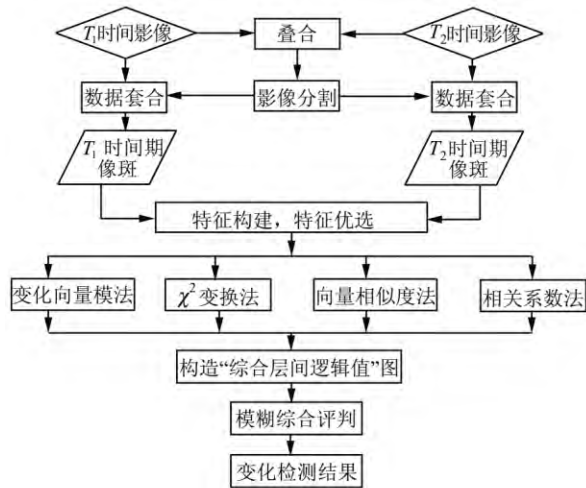 T₁时间影像
叠合
T₂时间影像
数据套合
影像分割
数据套合
T₁ 时间期
像斑
T₂时间期
像斑
特征构建，特征优选
变化向量模法
χ²变换法
向量相似度法
相关系数法
构造“综合层间逻辑值”图
模糊综合评判
变化检测结果